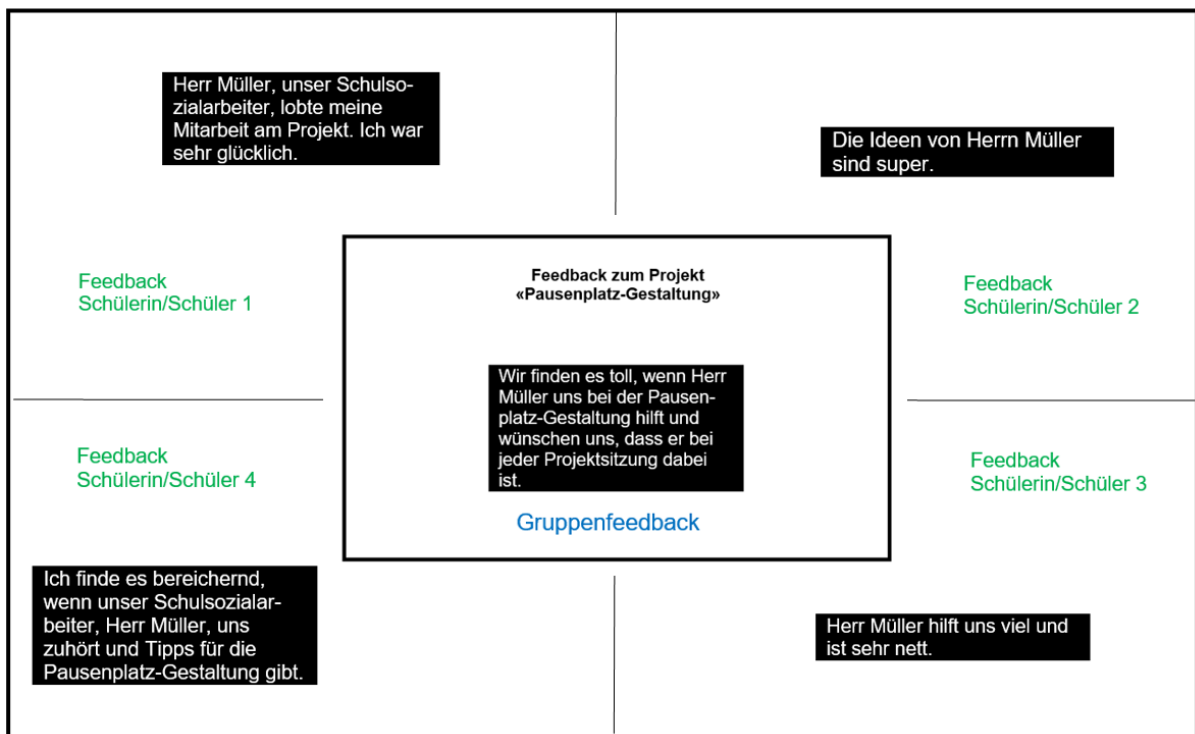 Herr Müller, unser Schulso-
zialarbeiter, lobte meine
Mitarbeit am Projekt. Ich war
sehr glücklich.
Feedback
Schülerin/Schüler 1
Die Ideen von Herrn Müller
sind super.
Feedback
Schülerin/Schüler 2
Feedback zum Projekt
«Pausenplatz-Gestaltung»
Wir finden es toll, wenn Herr
Müller uns bei der Pausen-
platz-Gestaltung hilft und
wünschen uns, dass er bei
jeder Projektsitzung dabei
ist.
Gruppenfeedback
Feedback
Schülerin/Schüler 4
Ich finde es bereichernd,
wenn unser Schulsozialar-
beiter, Herr Müller, uns
zuhört und Tipps für die
Pausenplatz-Gestaltung gibt.
Feedback
Schülerin/Schüler 3
Herr Müller hilft uns viel und
ist sehr nett.